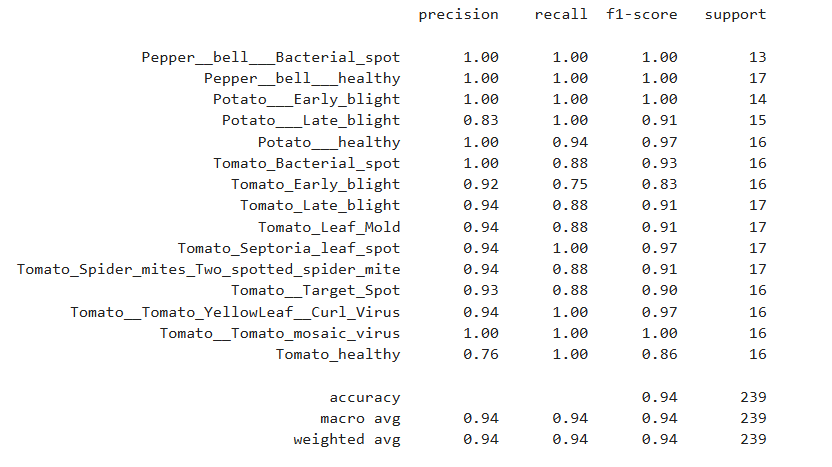 precision recall f1-score support
Pepper__bell___Bacterial_spot 1.00 1.00 1.00 13
Pepper__bell___healthy 1.00 1.00 1.00 17
Potato___Early_blight 1.00 1.00 1.00 14
Potato___Late_blight 0.83 1.00 0.91 15
Potato___healthy 1.00 0.94 0.97 16
Tomato_Bacterial_spot 1.00 0.88 0.93 16
Tomato_Early_blight 0.92 0.75 0.83 16
Tomato_Late_blight 0.94 0.88 0.91 17
Tomato_Leaf_Mold 0.94 0.88 0.91 17
Tomato_Septoria_leaf_spot 0.94 1.00 0.97 17
Tomato_Spider_mites_Two_spotted_spider_mite 0.94 0.88 0.91 17
Tomato__Target_Spot 0.93 0.88 0.90 16
Tomato__Tomato_YellowLeaf__Curl_Virus 0.94 1.00 0.97 16
Tomato__Tomato_mosaic_virus 1.00 1.00 1.00 16
Tomato_healthy 0.76 1.00 0.86 16
accuracy 0.94 239
macro avg 0.94 0.94 0.94 239
weighted avg 0.94 0.94 0.94 239